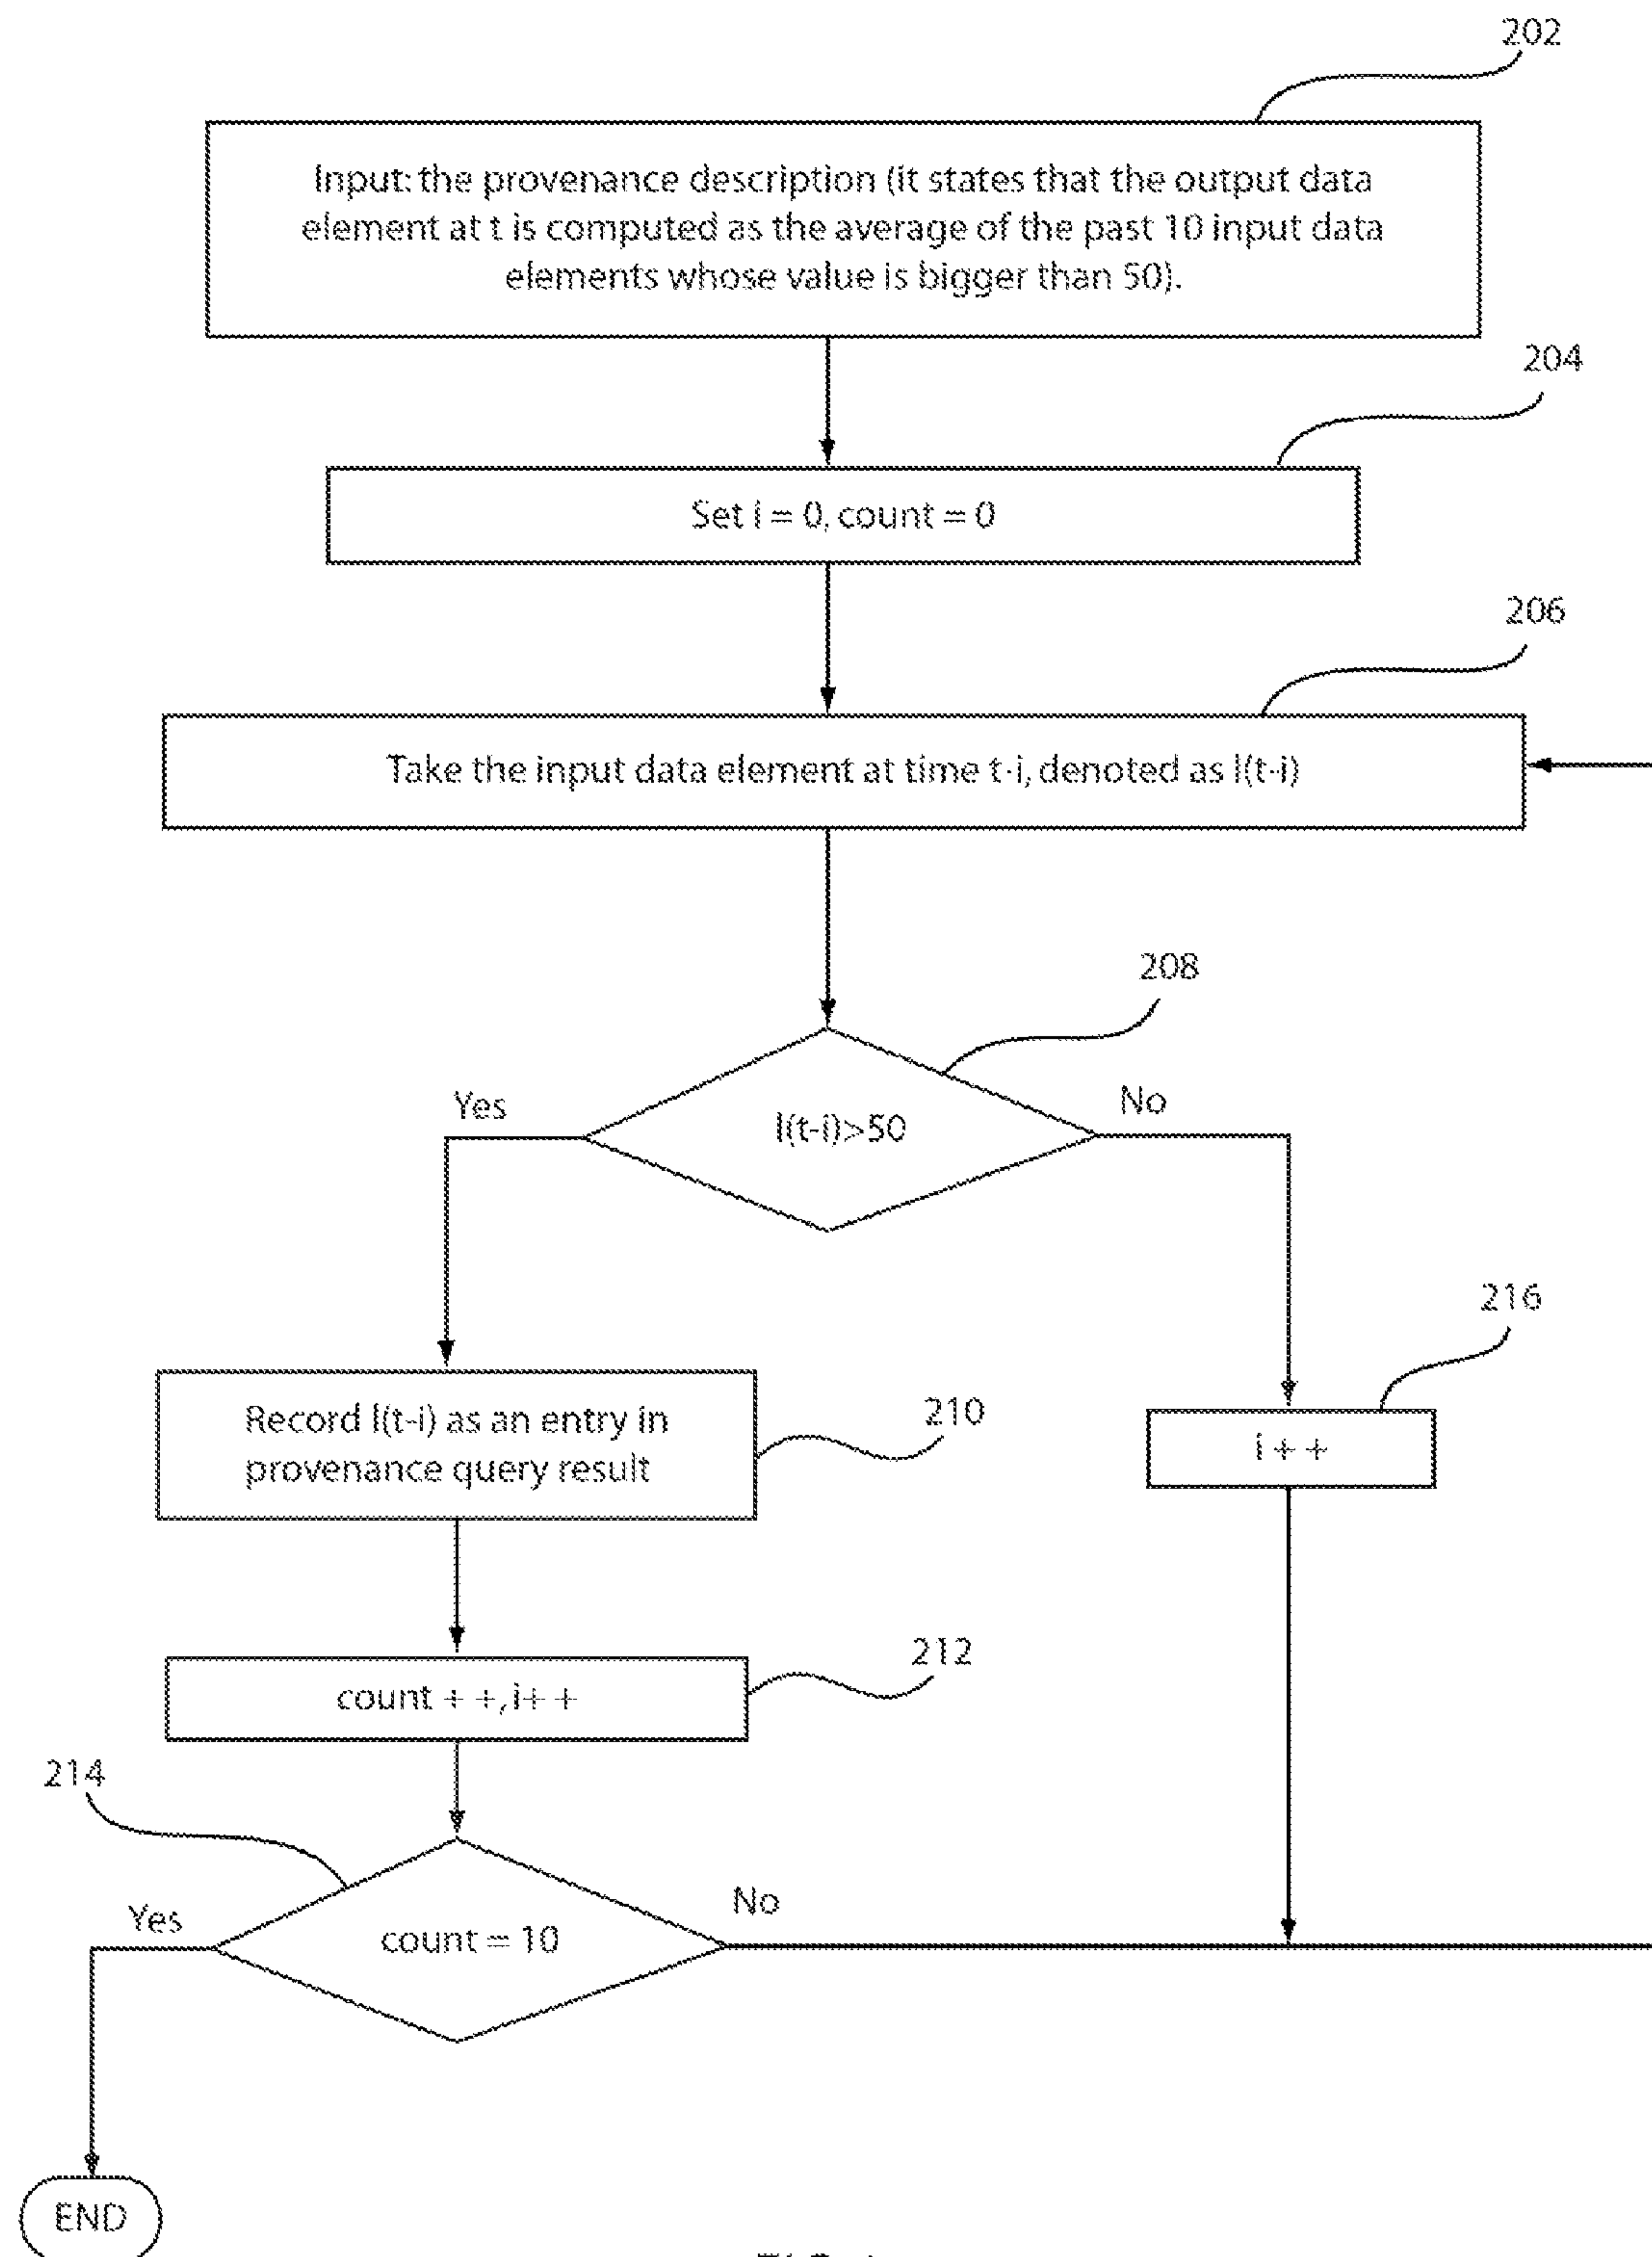 202
Input: the provenance description (it states that the output data
element at t is computed as the average of the past 10 input data
elements whose value is bigger than 50).
204
Set i = 0, count = 0
206
Take the input data element at time t-i, denoted as I(t-i)
208
Yes
No
I(t-i)>50
216
Record I(t-i) as an entry in
provenance query result
210
i + +
212
count + +, i+ +
214
Yes
No
count = 10
END